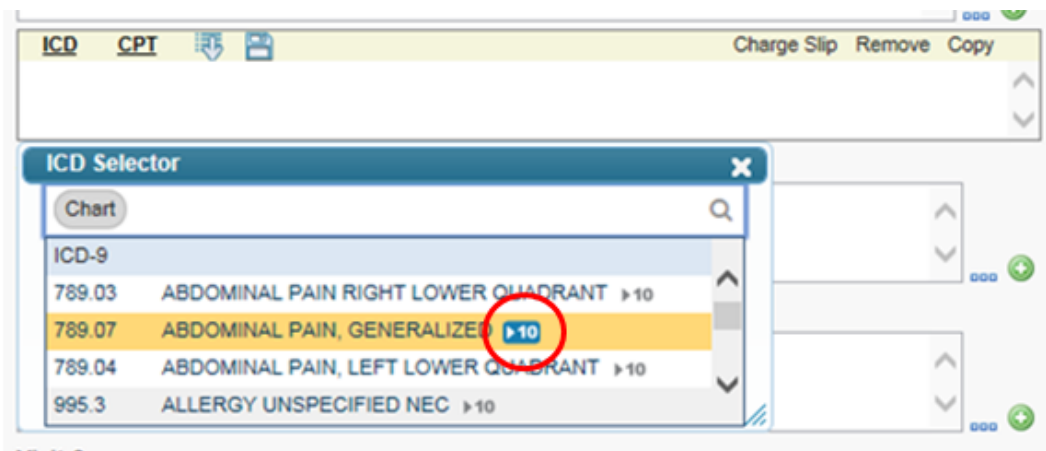 ICD CPT Charge Slip Remove Copy
ICD Selector
Chart
ICD-9
789.03 ABDOMINAL PAIN RIGHT LOWER QUADRANT ▸10
789.07 ABDOMINAL PAIN, GENERALIZED ▸10
789.04 ABDOMINAL PAIN, LEFT LOWER QUADRANT ▸10
995.3 ALLERGY UNSPECIFIED NEC ▸10